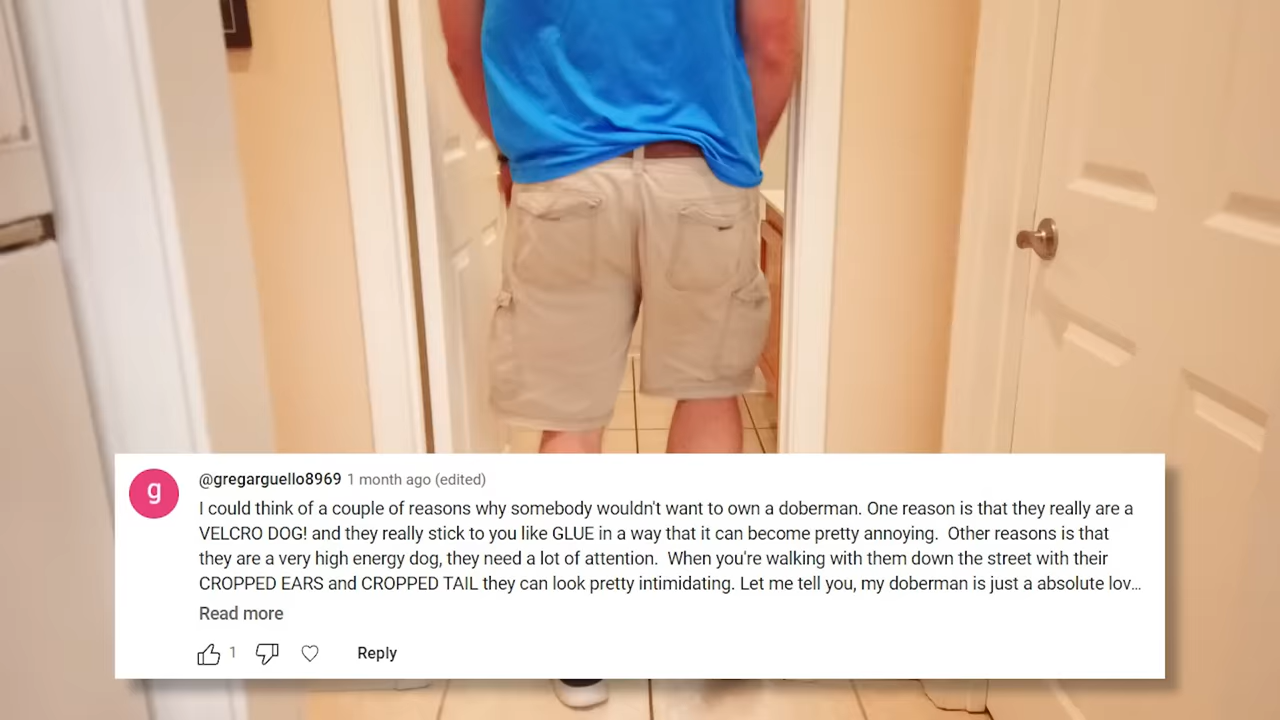 g
@gregarguello8969 1 month ago (edited)
I could think of a couple of reasons why somebody wouldn't want to own a doberman. One reason is that they really are a
VELCRO DOG! and they really stick to you like GLUE in a way that it can become pretty annoying. Other reasons is that
they are a very high energy dog, they need a lot of attention. When you're walking with them down the street with their
CROPPED EARS and CROPPED TAIL they can look pretty intimidating. Let me tell you, my doberman is just a absolute lov…
Read more
1
Reply